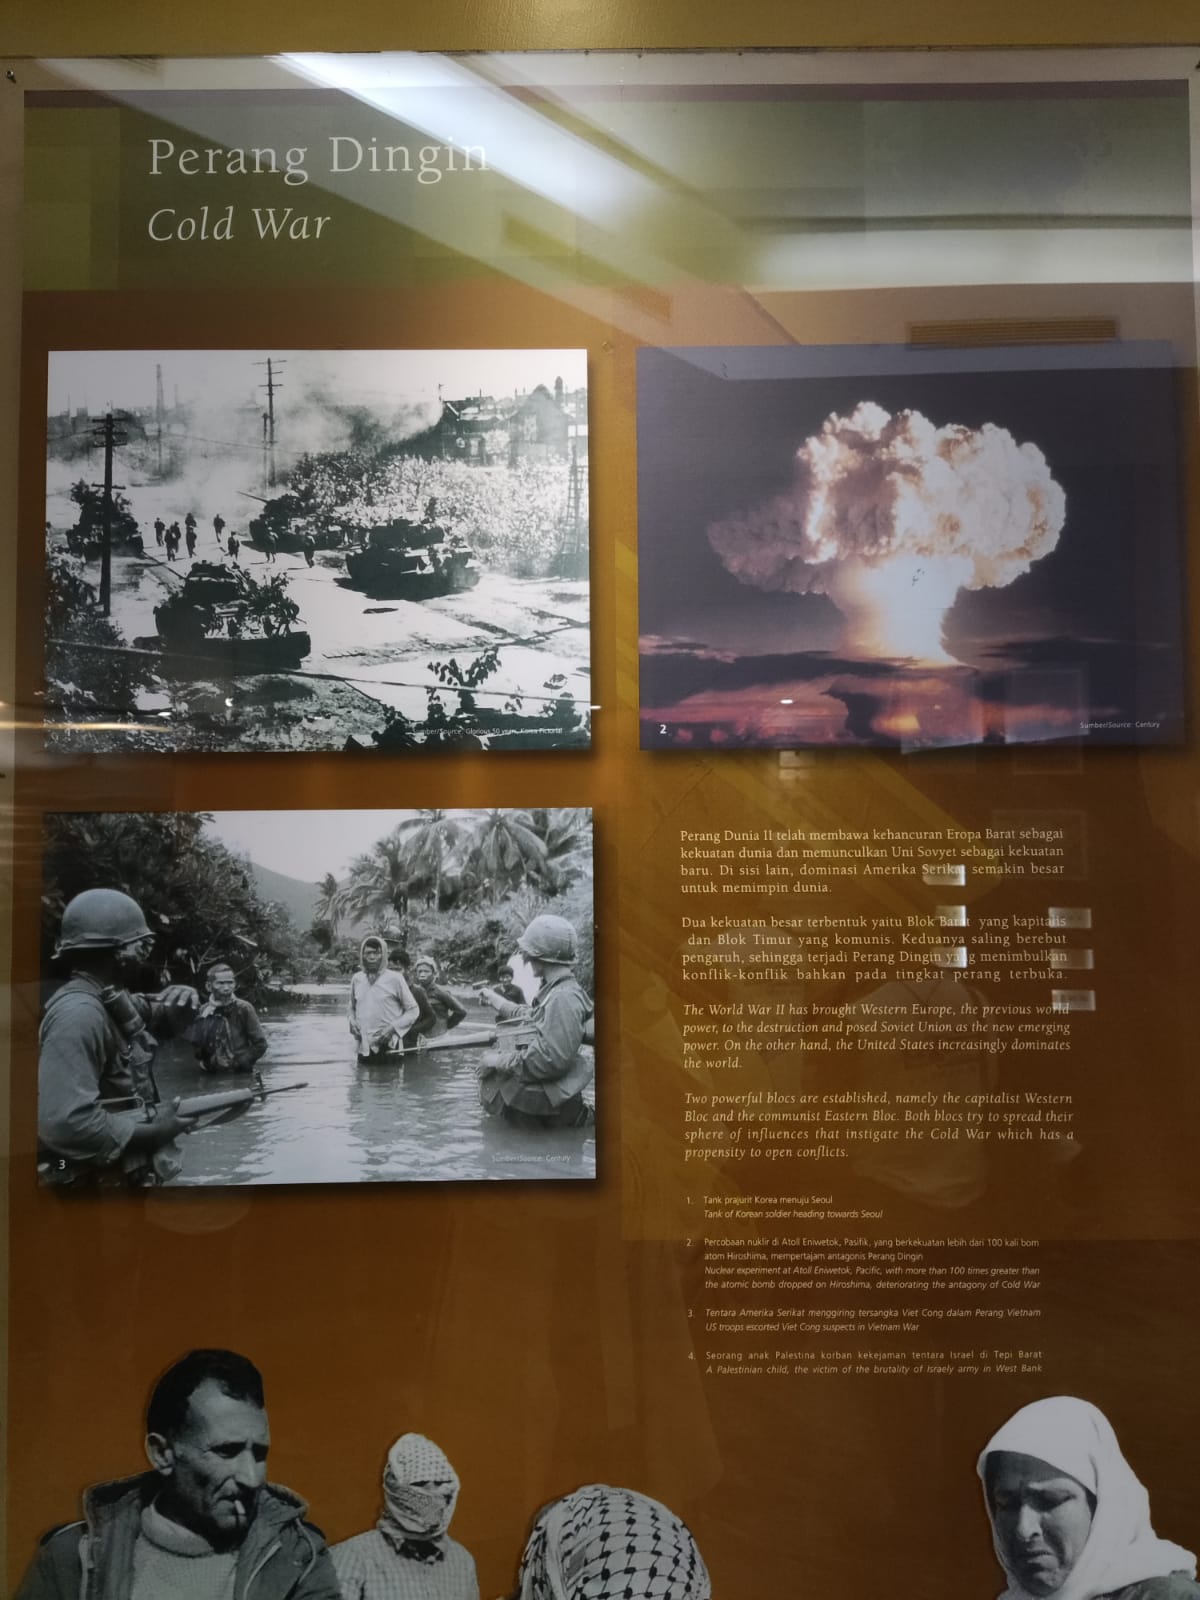 Perang Dingin
Cold War
Sumber/Source: Glorious 50 years, Korea Pictorial
2
Sumber/Source: Century
Perang Dunia II telah membawa kehancuran Eropa Barat sebagai
kekuatan dunia dan memunculkan Uni Sovyet sebagai kekuatan
baru. Di sisi lain, dominasi Amerika Serikat semakin besar
untuk memimpin dunia.
Dua kekuatan besar terbentuk yaitu Blok Barat yang kapitalis
dan Blok Timur yang komunis. Keduanya saling berebut
pengaruh, sehingga terjadi Perang Dingin yang menimbulkan
konflik-konflik bahkan pada tingkat perang terbuka.
The World War II has brought Western Europe, the previous world
power, to the destruction and posed Soviet Union as the new emerging
power. On the other hand, the United States increasingly dominates
the world.
Two powerful blocs are established, namely the capitalist Western
Bloc and the communist Eastern Bloc. Both blocs try to spread their
sphere of influences that instigate the Cold War which has a
propensity to open conflicts.
3
Sumber/Source: Century
1. Tank prajurit Korea menuju Seoul
Tank of Korean soldier heading towards Seoul
2. Percobaan nuklir di Atoll Eniwetok, Pasifik, yang berkekuatan lebih dari 100 kali bom
atom Hiroshima, mempertajam antagonis Perang Dingin
Nuclear experiment at Atoll Eniwetok, Pacific, with more than 100 times greater than
the atomic bomb dropped on Hiroshima, deteriorating the antagony of Cold War
3. Tentara Amerika Serikat menggiring tersangka Viet Cong dalam Perang Vietnam
US troops escorted Viet Cong suspects in Vietnam War
4. Seorang anak Palestina korban kekejaman tentara Israel di Tepi Barat
A Palestinian child, the victim of the brutality of Israely army in West Bank